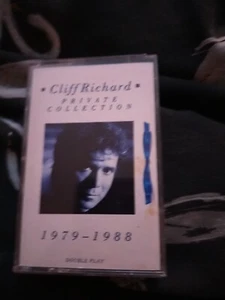 • Cliff Richard •
PRIVATE
COLLECTION
1979-1988
DOUBLE PLAY